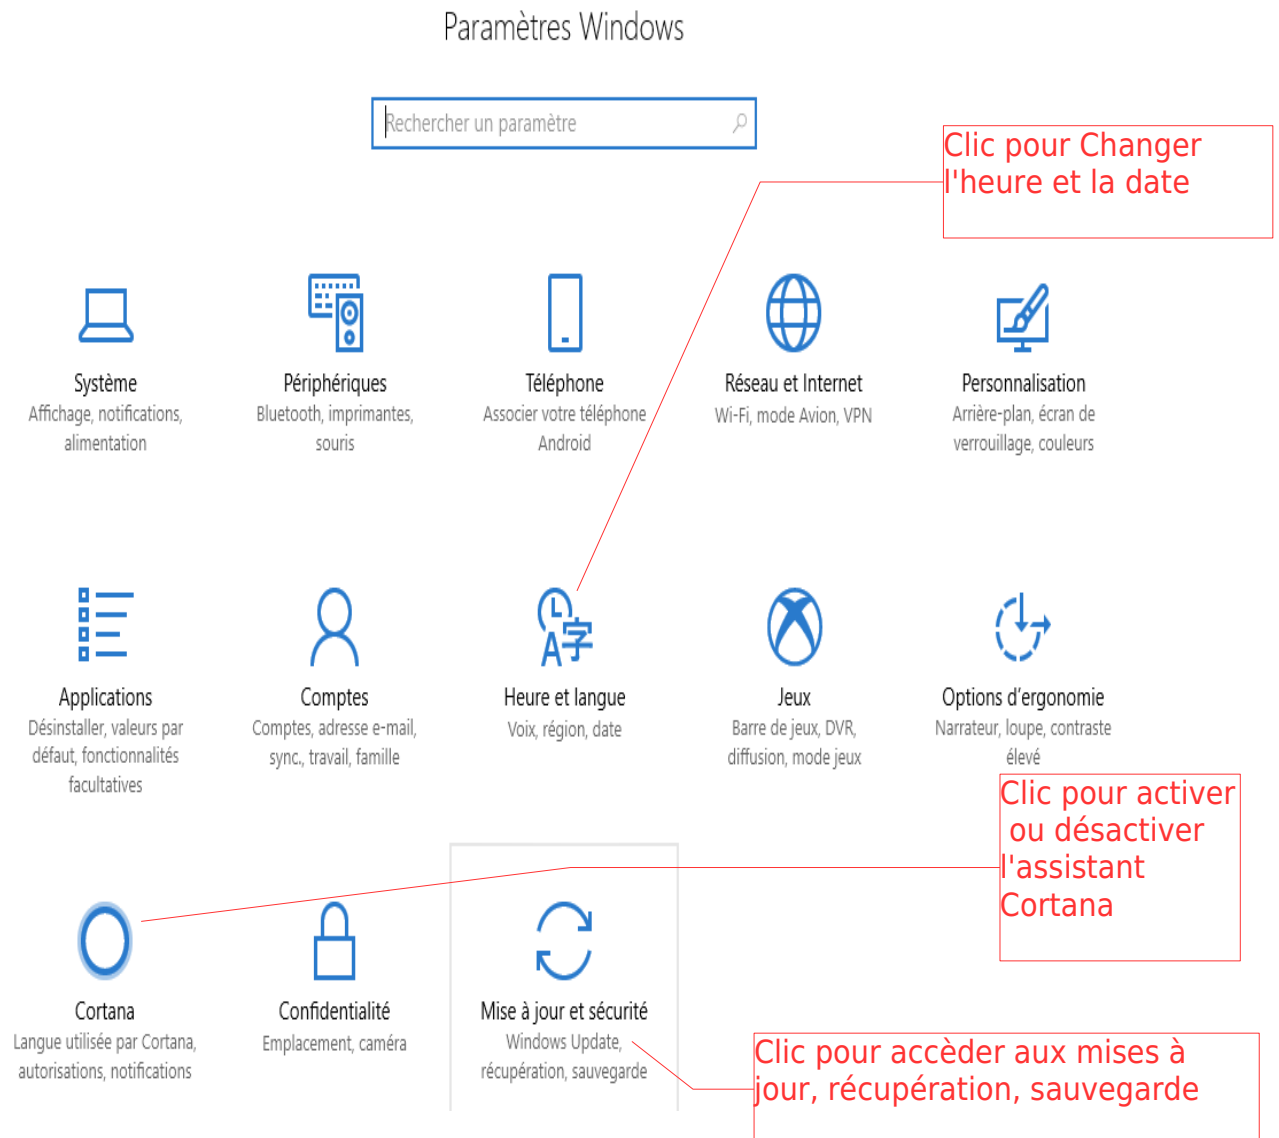 Paramètres Windows
Rechercher un paramètre
Clic pour Changer
l'heure et la date
Système
Affichage, notifications,
alimentation
Périphériques
Bluetooth, imprimantes,
souris
Téléphone
Associer votre téléphone
Android
Réseau et Internet
Wi-Fi, mode Avion, VPN
Personnalisation
Arrière-plan, écran de
verrouillage, couleurs
Applications
Désinstaller, valeurs par
défaut, fonctionnalités
facultatives
Comptes
Comptes, adresse e-mail,
sync., travail, famille
Heure et langue
Voix, région, date
Jeux
Barre de jeux, DVR,
diffusion, mode jeux
Options d'ergonomie
Narrateur, loupe, contraste
élevé
Clic pour activer
ou désactiver
l'assistant
Cortana
Cortana
Langue utilisée par Cortana,
autorisations, notifications
Confidentialité
Emplacement, caméra
Mise à jour et sécurité
Windows Update,
récupération, sauvegarde
Clic pour accèder aux mises à
jour, récupération, sauvegarde